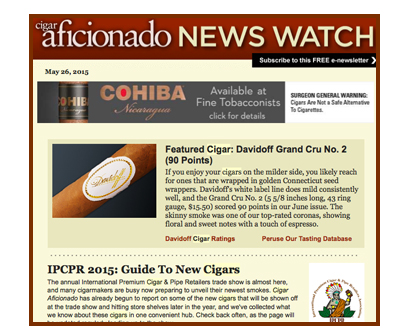 cigar
aficionado NEWS WATCH
Subscribe to this FREE e-newsletter
May 26, 2015
COHIBA
COHIBA
Nicaragua
Available at
Fine Tobacconists
click for details
SURGEON GENERAL WARNING:
Cigars Are Not a Safe Alternative
To Cigarettes.
Davidoff
Featured Cigar: Davidoff Grand Cru No. 2
(90 Points)
If you enjoy your cigars on the milder side, you likely reach
for ones that are wrapped in golden Connecticut seed
wrappers. Davidoff's white label line does mild consistently
well, and the Grand Cru No. 2 (5 5/8 inches long, 43 ring
gauge, $15.50) scored 90 points in our June issue. The
skinny smoke was one of our top-rated coronas, showing
floral and sweet notes with a touch of espresso.
Davidoff Cigar Ratings
Peruse Our Tasting Database
IPCPR 2015: Guide To New Cigars
The annual International Premium Cigar & Pipe Retailers trade show is almost here,
and many cigarmakers are busy now preparing to unveil their newest smokes. Cigar
Aficionado has already begun to report on some of the new cigars that will be shown off
at the trade show and hitting store shelves later in the year, and we've collected what
we know about these cigars in one convenient hub. Check back often, as the page will